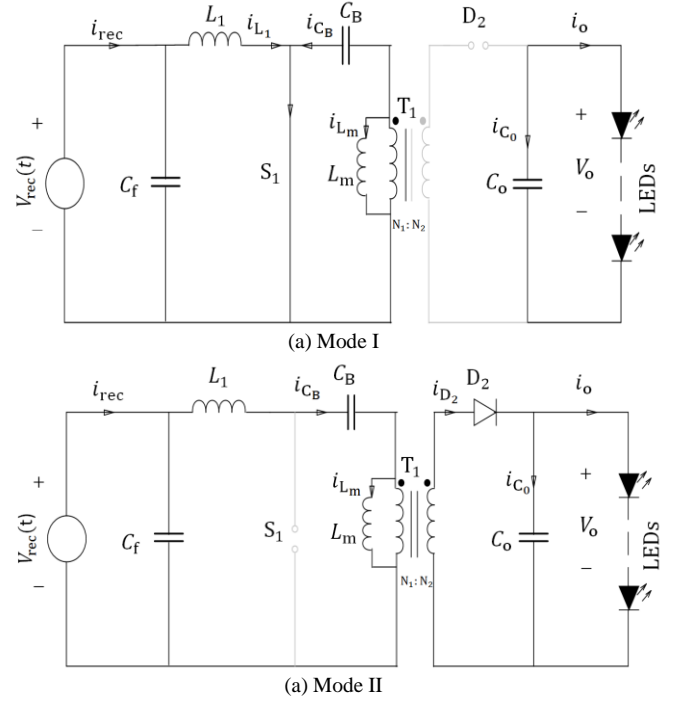 i_rec L_1 i_L1 i_CB C_B D_2 i_o
+ V_rec(t) −
C_f
S_1
i_Lm L_m T_1 N_1:N_2
i_C0 C_o
+ V_o −
LEDs
(a) Mode I
i_rec L_1 i_CB C_B i_D2 D_2 i_o
+ V_rec(t) −
C_f
S_1
i_Lm L_m T_1 N_1:N_2
i_C0 C_o
+ V_o −
LEDs
(a) Mode II